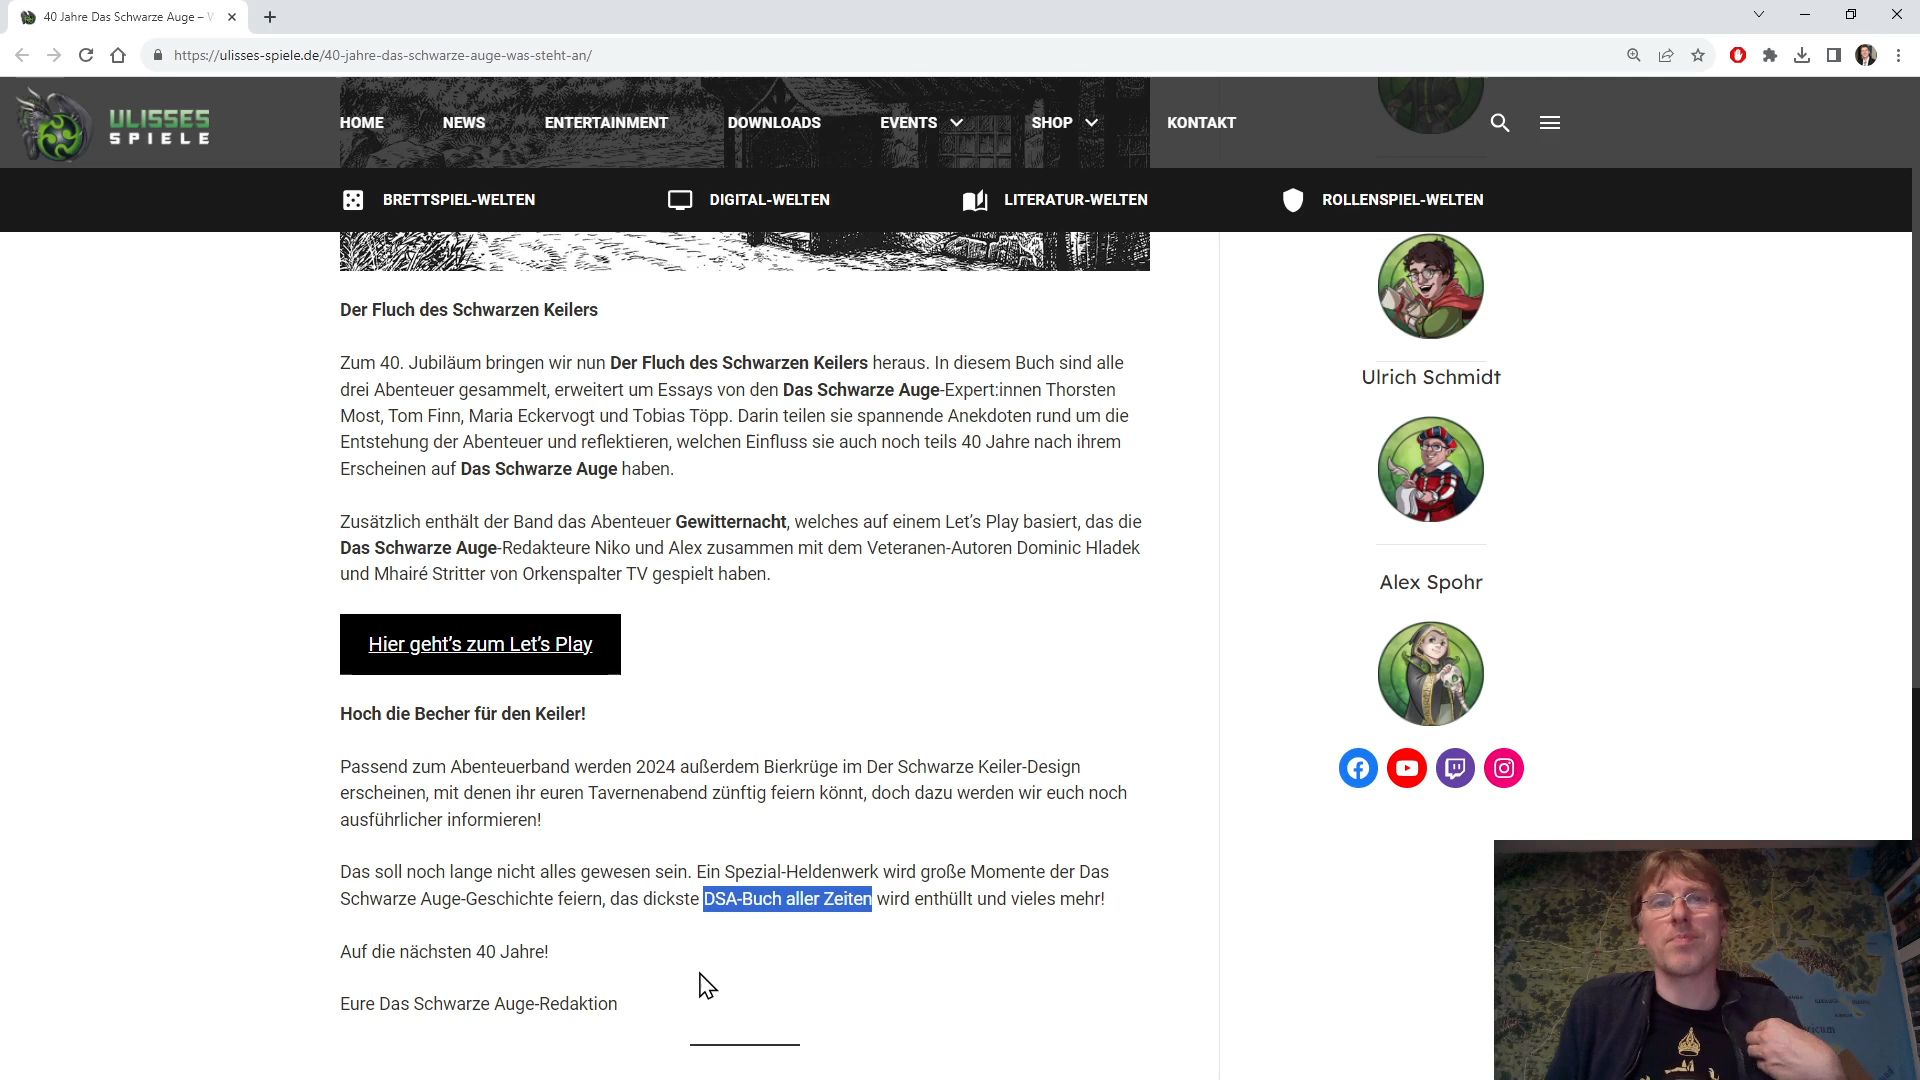 40 Jahre Das Schwarze Auge –
https://ulisses-spiele.de/40-jahre-das-schwarze-auge-was-steht-an/
ULISSES
SPIELE
HOME NEWS ENTERTAINMENT DOWNLOADS EVENTS SHOP KONTAKT
BRETTSPIEL-WELTEN DIGITAL-WELTEN LITERATUR-WELTEN ROLLENSPIEL-WELTEN
Der Fluch des Schwarzen Keilers
Zum 40. Jubiläum bringen wir nun Der Fluch des Schwarzen Keilers heraus. In diesem Buch sind alle
drei Abenteuer gesammelt, erweitert um Essays von den Das Schwarze Auge-Expert:innen Thorsten
Most, Tom Finn, Maria Eckervogt und Tobias Töpp. Darin teilen sie spannende Anekdoten rund um die
Entstehung der Abenteuer und reflektieren, welchen Einfluss sie auch noch teils 40 Jahre nach ihrem
Erscheinen auf Das Schwarze Auge haben.
Zusätzlich enthält der Band das Abenteuer Gewitternacht, welches auf einem Let's Play basiert, das die
Das Schwarze Auge-Redakteure Niko und Alex zusammen mit dem Veteranen-Autoren Dominic Hladek
und Mhairé Stritter von Orkenspalter TV gespielt haben.
Hier geht's zum Let's Play
Hoch die Becher für den Keiler!
Passend zum Abenteuerband werden 2024 außerdem Bierkrüge im Der Schwarze Keiler-Design
erscheinen, mit denen ihr euren Tavernenabend zünftig feiern könnt, doch dazu werden wir euch noch
ausführlicher informieren!
Das soll noch lange nicht alles gewesen sein. Ein Spezial-Heldenwerk wird große Momente der Das
Schwarze Auge-Geschichte feiern, das dickste DSA-Buch aller Zeiten wird enthüllt und vieles mehr!
Auf die nächsten 40 Jahre!
Eure Das Schwarze Auge-Redaktion
Ulrich Schmidt
Alex Spohr